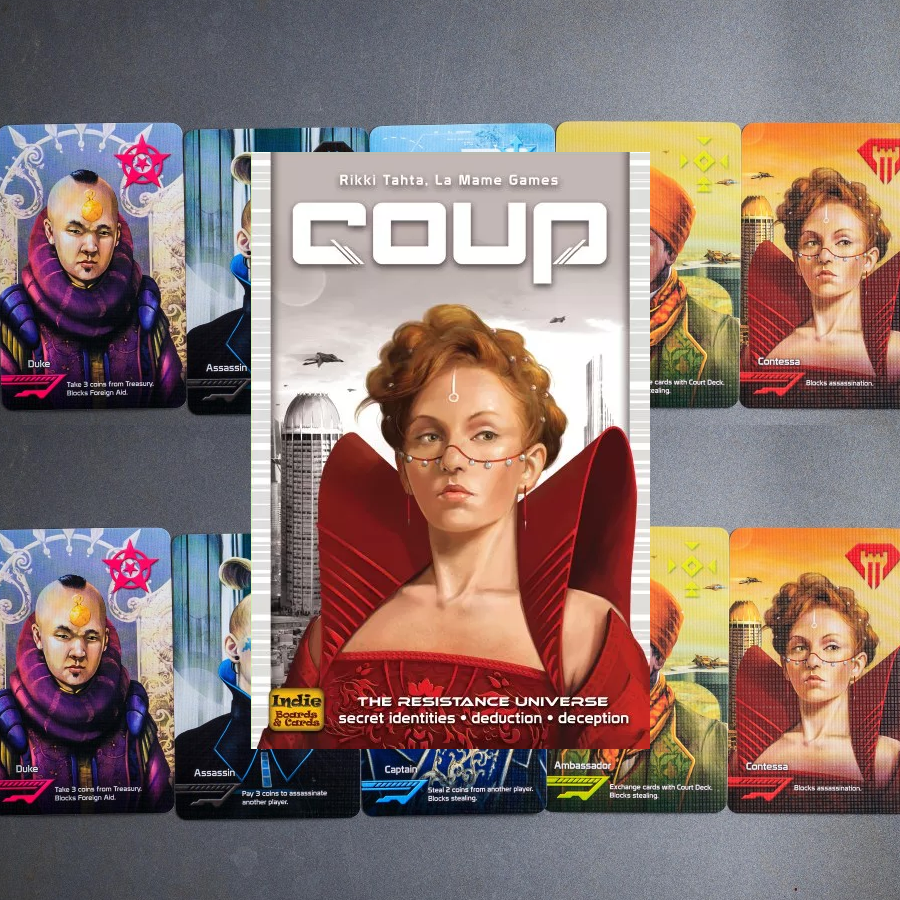 Rikki Tahta, La Mame Games
coup
Duke
Take 3 coins from Treasury.
Blocks Foreign Aid.
Assassin
cards with Court Deck.
Contessa
Blocks assassination.
Indie
Boards
& Cards
THE RESISTANCE UNIVERSE
secret identities • deduction • deception
Duke
Take 3 coins from Treasury.
Blocks Foreign Aid.
Assassin
Pay 3 coins to assassinate
another player.
Captain
Steal 2 coins from another player.
Blocks stealing.
Ambassador
Exchange cards with Court Deck.
Blocks stealing.
Contessa
Blocks assassination.